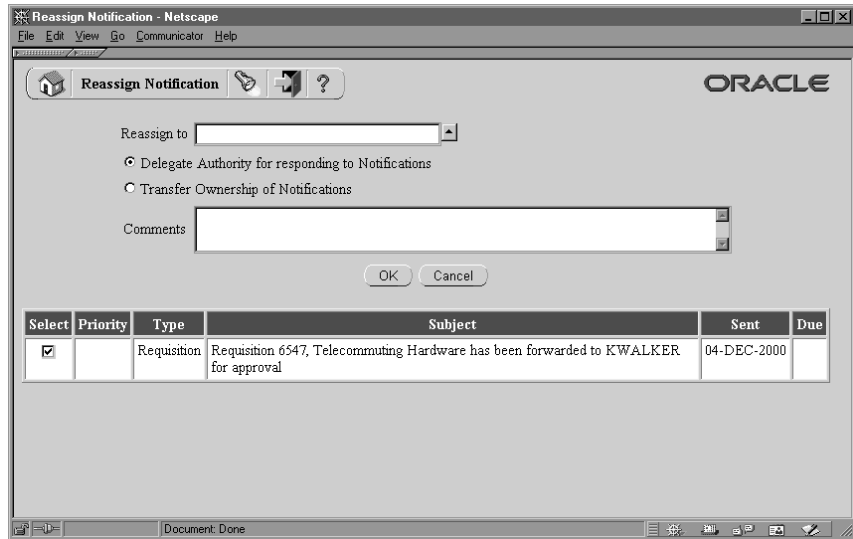 Reassign Notification - Netscape
File Edit View Go Communicator Help
Reassign Notification ?
ORACLE
Reassign to
Delegate Authority for responding to Notifications
Transfer Ownership of Notifications
Comments
OK Cancel
Select Priority Type Subject Sent Due
Requisition Requisition 6547, Telecommuting Hardware has been forwarded to KWALKER 04-DEC-2000
for approval
Document: Done